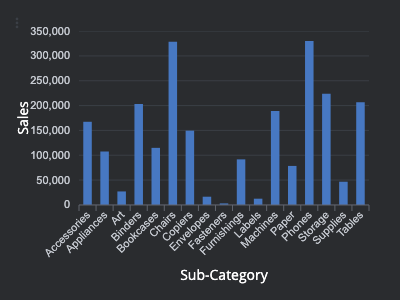 350,000
300,000
250,000
200,000
150,000
100,000
50,000
0
Sales
Accessories
Appliances
Art
Binders
Bookcases
Chairs
Copiers
Envelopes
Fasteners
Furnishings
Labels
Machines
Paper
Phones
Storage
Supplies
Tables
Sub-Category